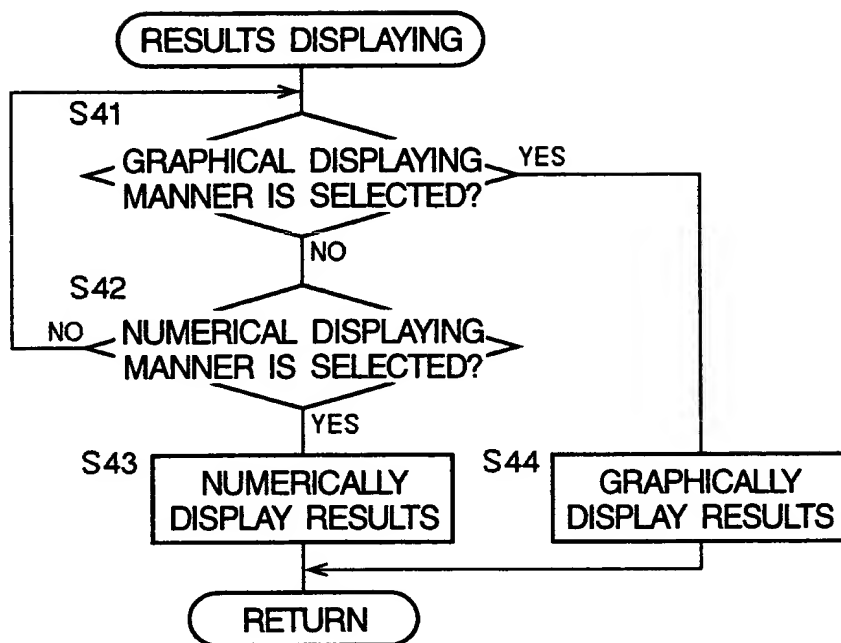 RESULTS DISPLAYING
S41
GRAPHICAL DISPLAYING
MANNER IS SELECTED?
YES
NO
S42
NO
NUMERICAL DISPLAYING
MANNER IS SELECTED?
YES
S43
NUMERICALLY
DISPLAY RESULTS
S44
GRAPHICALLY
DISPLAY RESULTS
RETURN